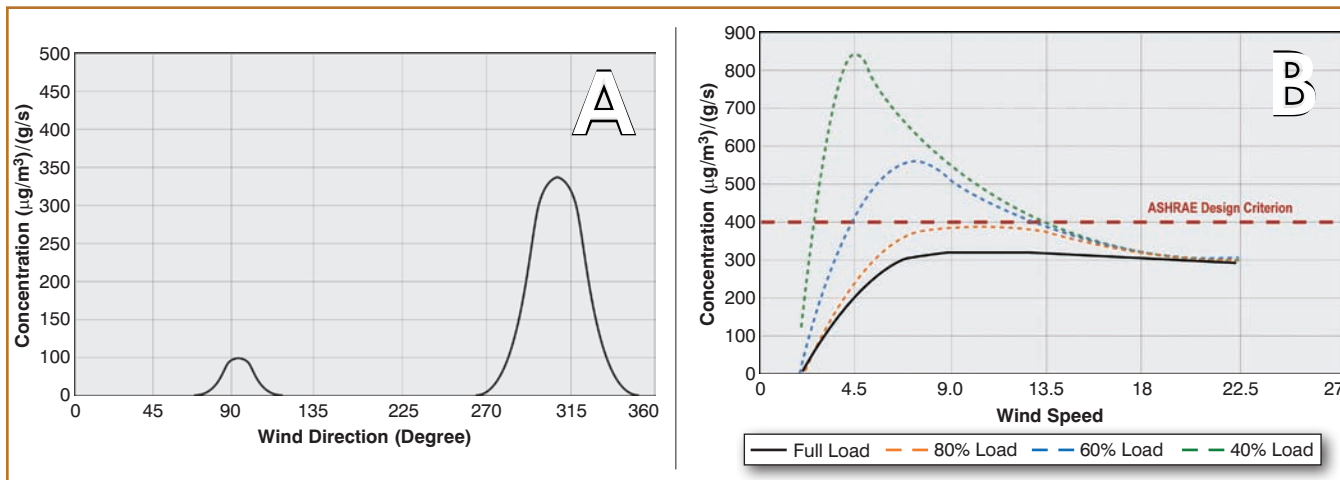 A
Concentration (µg/m³)/(g/s)
500
450
400
350
300
250
200
150
100
100
50
0
0 45 90 135 225 270 315 360
Wind Direction (Degree)
B
Concentration (µg/m³)/(g/s)
900
800
700
600
500
400
300
200
100
0
ASHRAE Design Criterion
0 4.5 9.0 13.5 18 22.5 27
Wind Speed
Full Load 80% Load 60% Load 40% Load